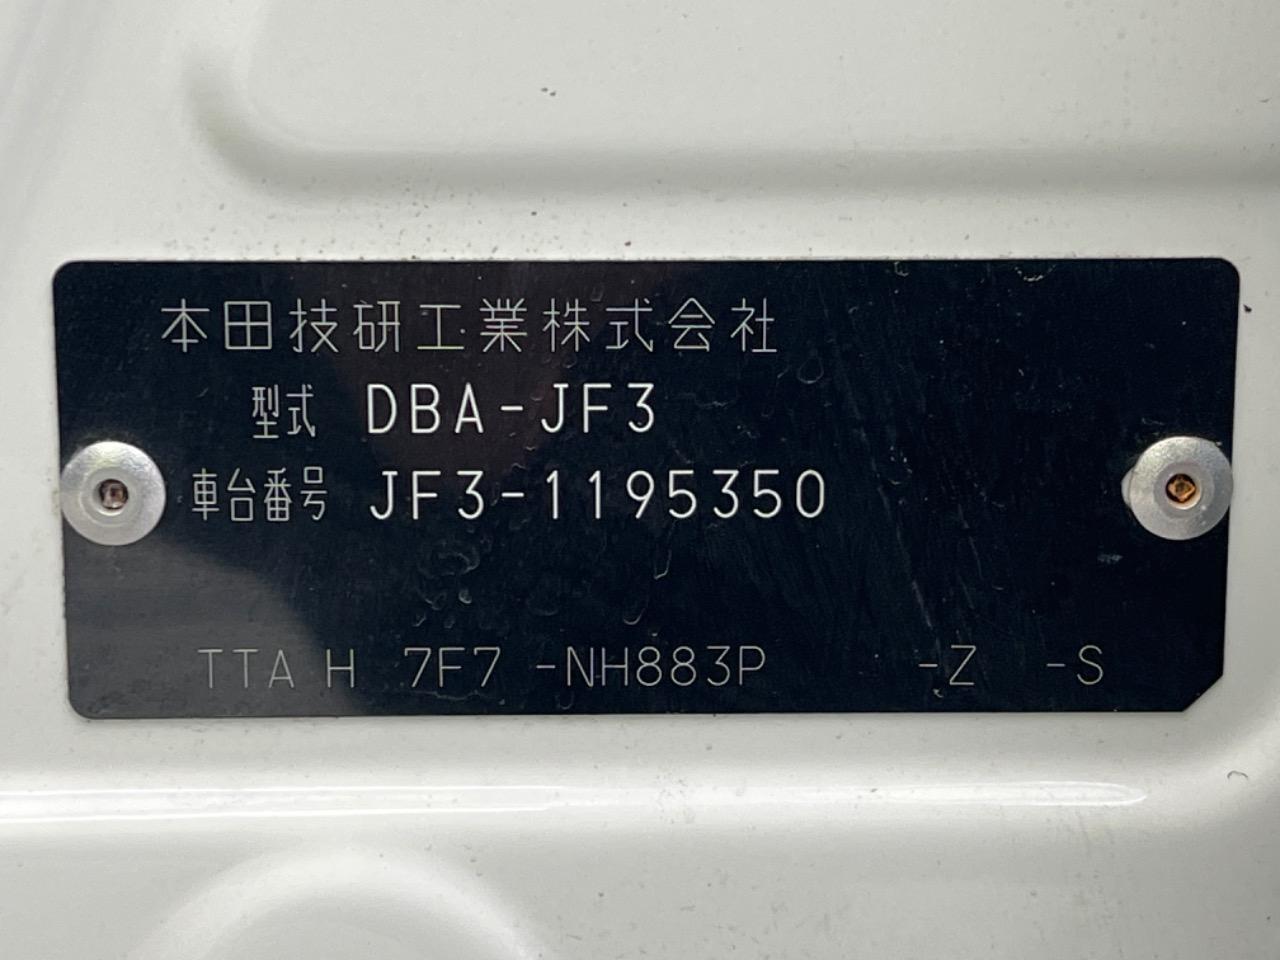 本田技研工業株式会社
型式 DBA-JF3
車台番号 JF3-1195350
TTA H 7F7 -NH883P -Z -S